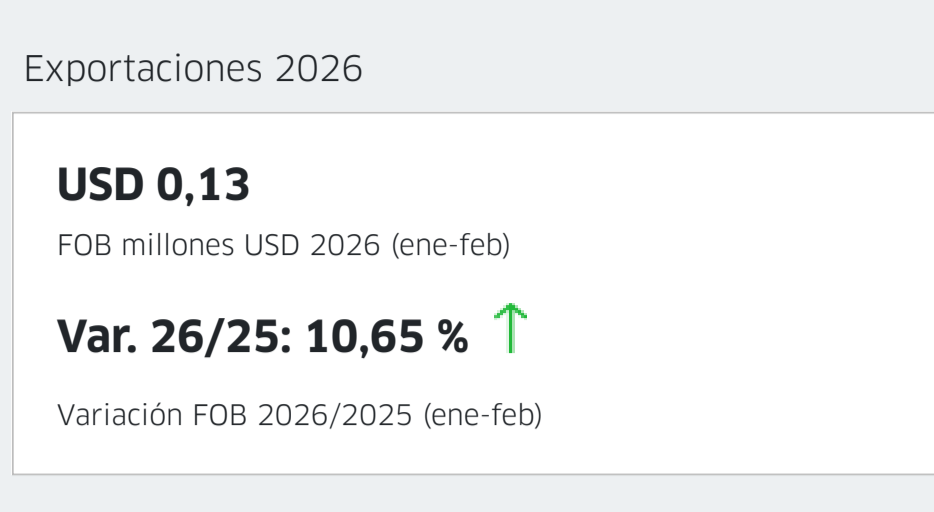 Exportaciones 2026
USD 0,13
FOB millones USD 2026 (ene-feb)
Var. 26/25: 10,65 %
Variación FOB 2026/2025 (ene-feb)